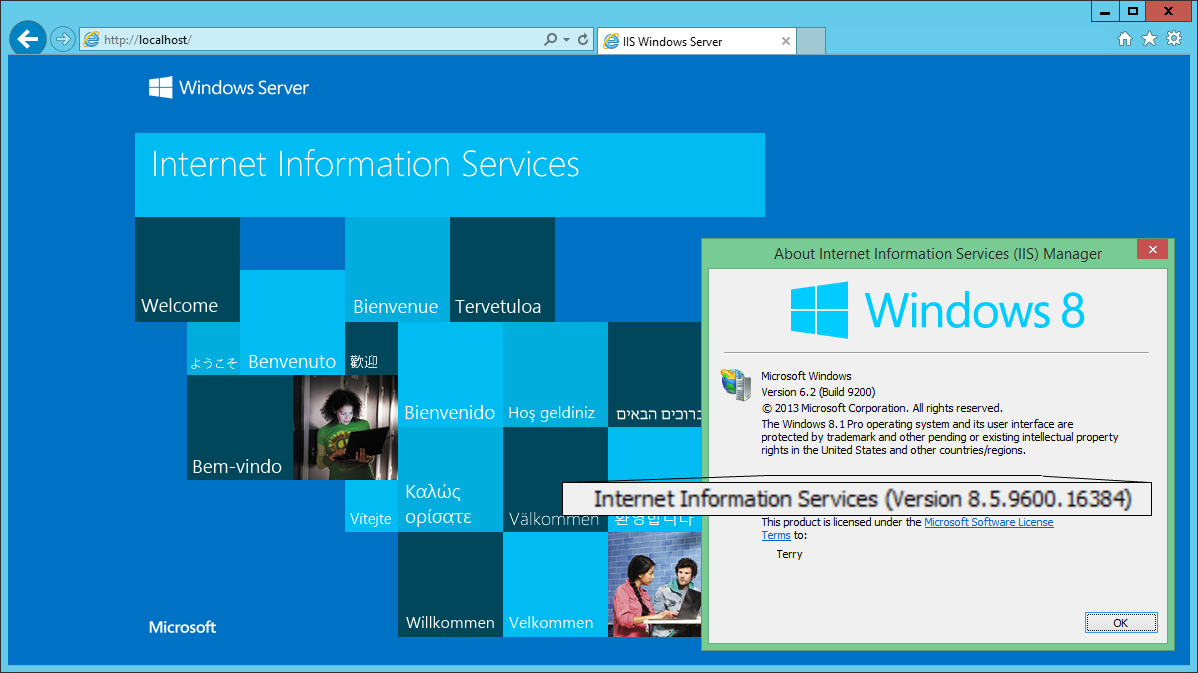 http://localhost/
IIS Windows Server
Windows Server
Internet Information Services
Welcome
Bienvenue
Tervetuloa
ようこそ
Benvenuto
歡迎
Bienvenido
Hoş geldiniz
ברוכים הבאים
Bem-vindo
Vítejte
Καλώς
ορίσατε
Välkommen
환영합니다
Willkommen
Velkommen
Microsoft
About Internet Information Services (IIS) Manager
Windows 8
Microsoft Windows
Version 6.2 (Build 9200)
© 2013 Microsoft Corporation. All rights reserved.
The Windows 8.1 Pro operating system and its user interface are
protected by trademark and other pending or existing intellectual property
rights in the United States and other countries/regions.
Internet Information Services (Version 8.5.9600.16384)
This product is licensed under the Microsoft Software License
Terms to:
Terry
OK